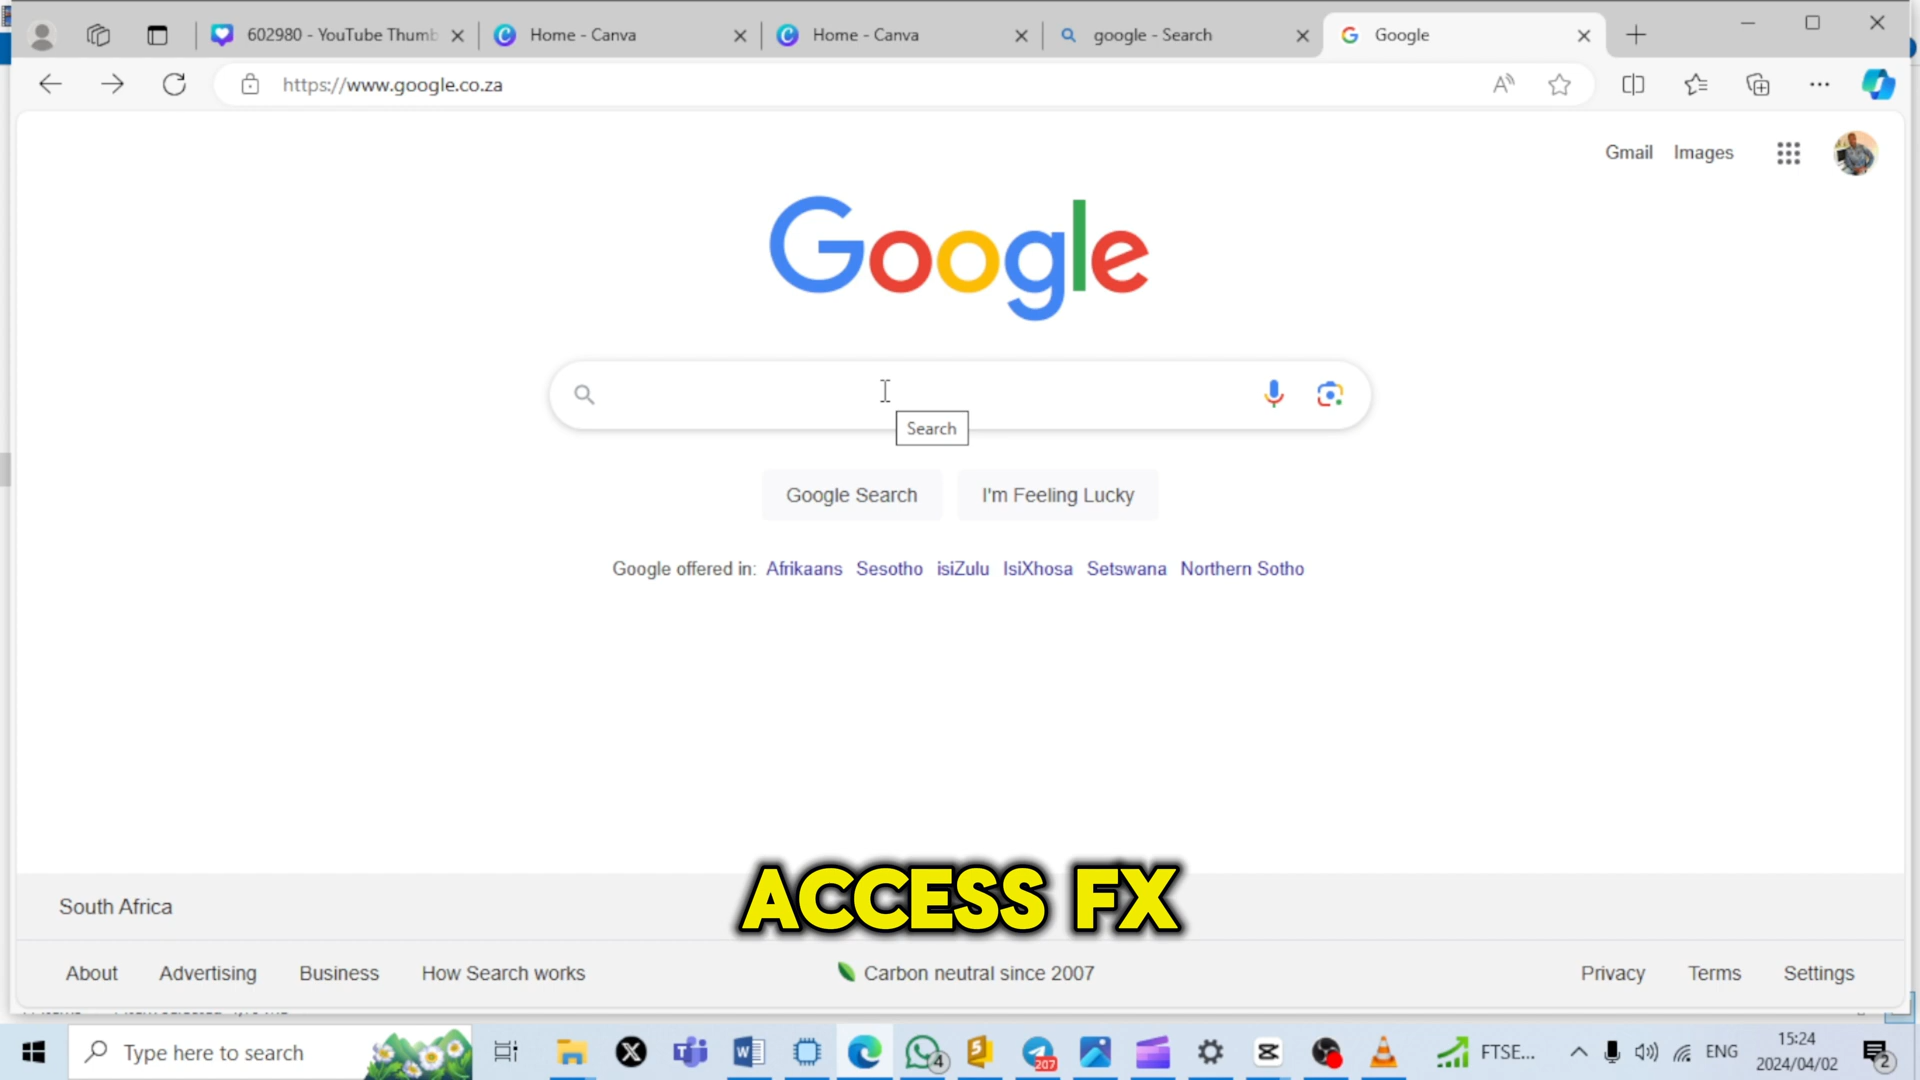 602980 - YouTube Thumb
Home - Canva
Home - Canva
google - Search
Google
https://www.google.co.za
Gmail Images
Google
Search
Google Search
I'm Feeling Lucky
Google offered in: Afrikaans Sesotho isiZulu IsiXhosa Setswana Northern Sotho
ACCESS FX
South Africa
About Advertising Business How Search works
Carbon neutral since 2007
Privacy Terms Settings
Type here to search
4
207
FTSE...
ENG
15:24
2024/04/02
2